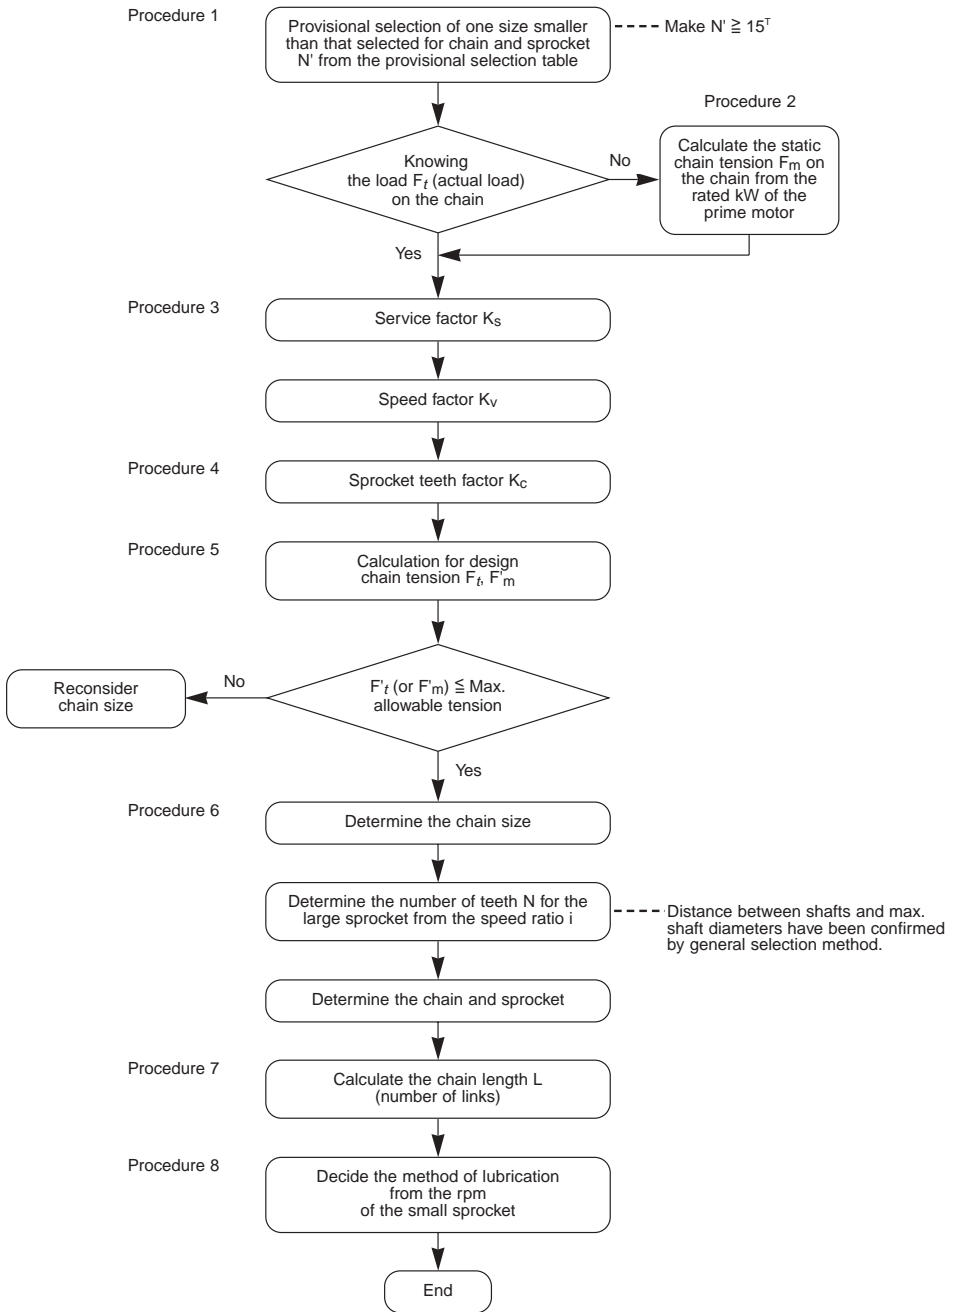 Procedure 1
Provisional selection of one size smaller
than that selected for chain and sprocket
N' from the provisional selection table
Make N' ≧ 15T
Procedure 2
Knowing
the load Ft (actual load)
on the chain
No
Calculate the static
chain tension Fm on
the chain from the
rated kW of the
prime motor
Yes
Procedure 3
Service factor Ks
Speed factor Kv
Procedure 4
Sprocket teeth factor Kc
Procedure 5
Calculation for design
chain tension Ft, F'm
F't (or F'm) ≦ Max.
allowable tension
No
Reconsider
chain size
Yes
Procedure 6
Determine the chain size
Determine the number of teeth N for the
large sprocket from the speed ratio i
Distance between shafts and max.
shaft diameters have been confirmed
by general selection method.
Determine the chain and sprocket
Procedure 7
Calculate the chain length L
(number of links)
Procedure 8
Decide the method of lubrication
from the rpm
of the small sprocket
End